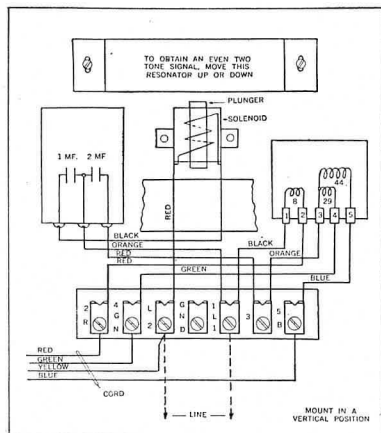 TO OBTAIN AN EVEN TWO
TONE SIGNAL, MOVE THIS
RESONATOR UP OR DOWN
PLUNGER
SOLENOID
1 MF. 2 MF
44
8
29
1 2 3 4 5
RED
BLACK
ORANGE
RED
RED
GREEN
BLACK
ORANGE
BLUE
2 R
4 G N
L 2
G N D
1 L 1
3
5 B
RED
GREEN
YELLOW
BLUE
CORD
LINE
MOUNT IN A
VERTICAL POSITION